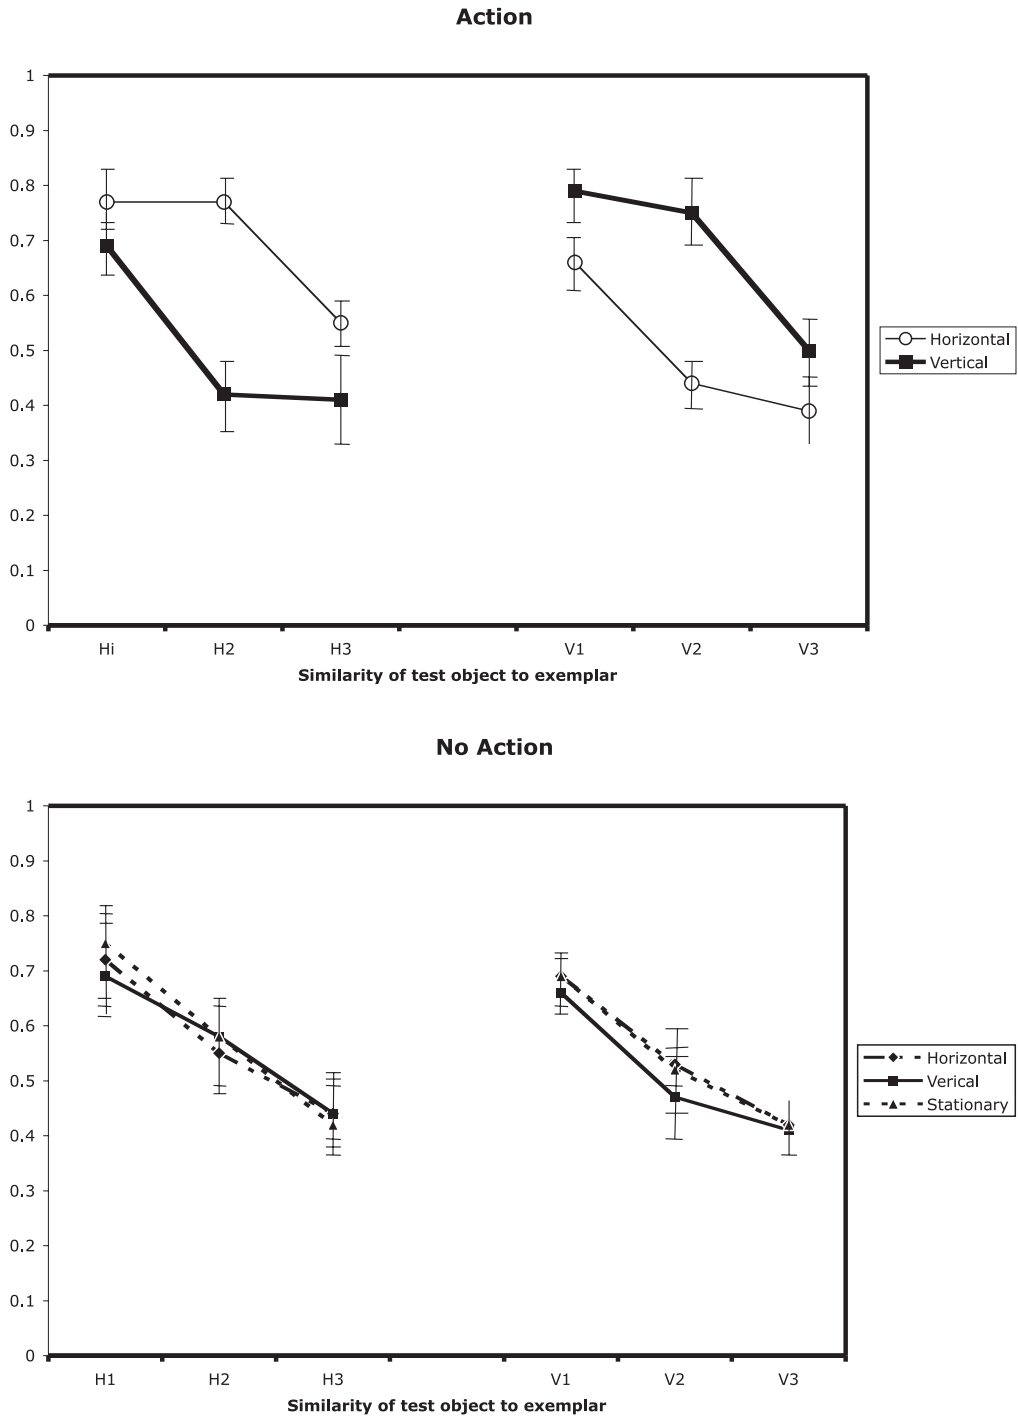 Action
1
0.9
0.8
0.7
0.6
0.5
0.4
0.3
0.2
0.1
0
Hi H2 H3 V1 V2 V3
Similarity of test object to exemplar
Horizontal
Vertical
No Action
1
0.9
0.8
0.7
0.6
0.5
0.4
0.3
0.2
0.1
0
H1 H2 H3 V1 V2 V3
Similarity of test object to exemplar
Horizontal
Verical
Stationary